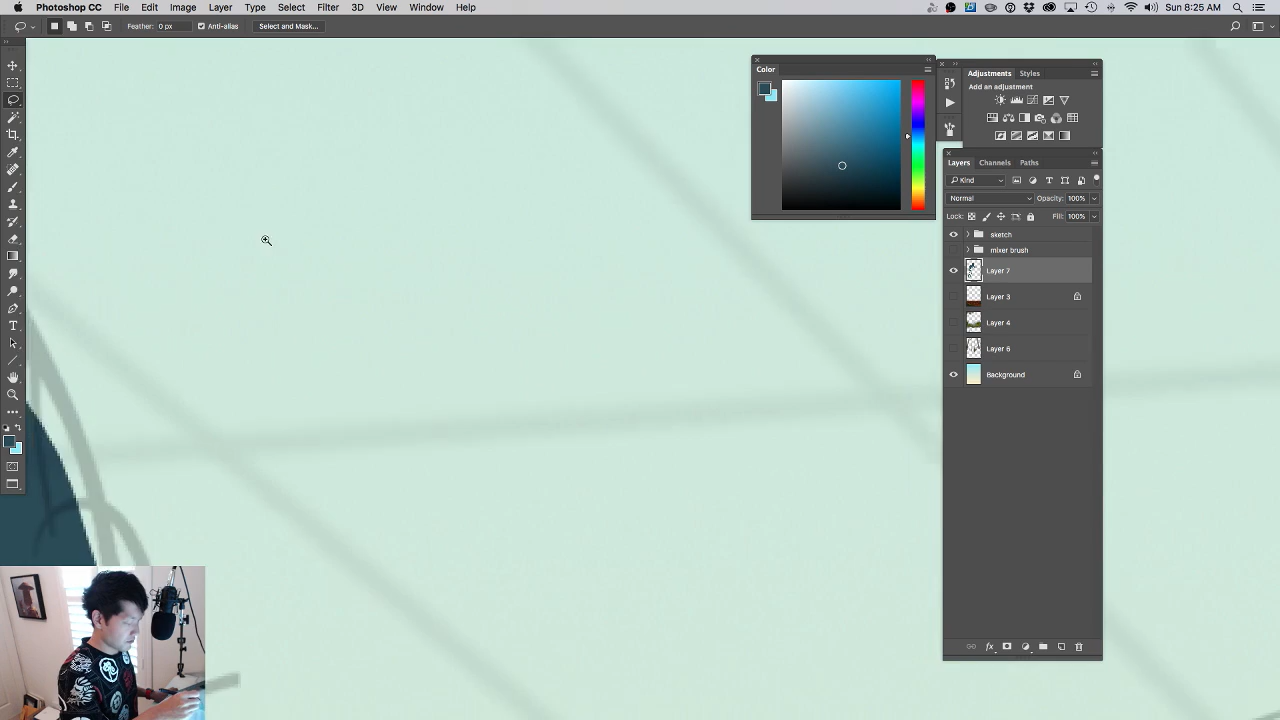 Photoshop CC File Edit Image Layer Type Select Filter 3D View Window Help Sun 8:25 AM
Feather: 0 px Anti-alias Select and Mask...
Color
Adjustments Styles
Add an adjustment
Layers Channels Paths
Kind
Normal Opacity: 100%
Lock: Fill: 100%
sketch
mixer brush
Layer 7
Layer 3
Layer 4
Layer 6
Background
fx